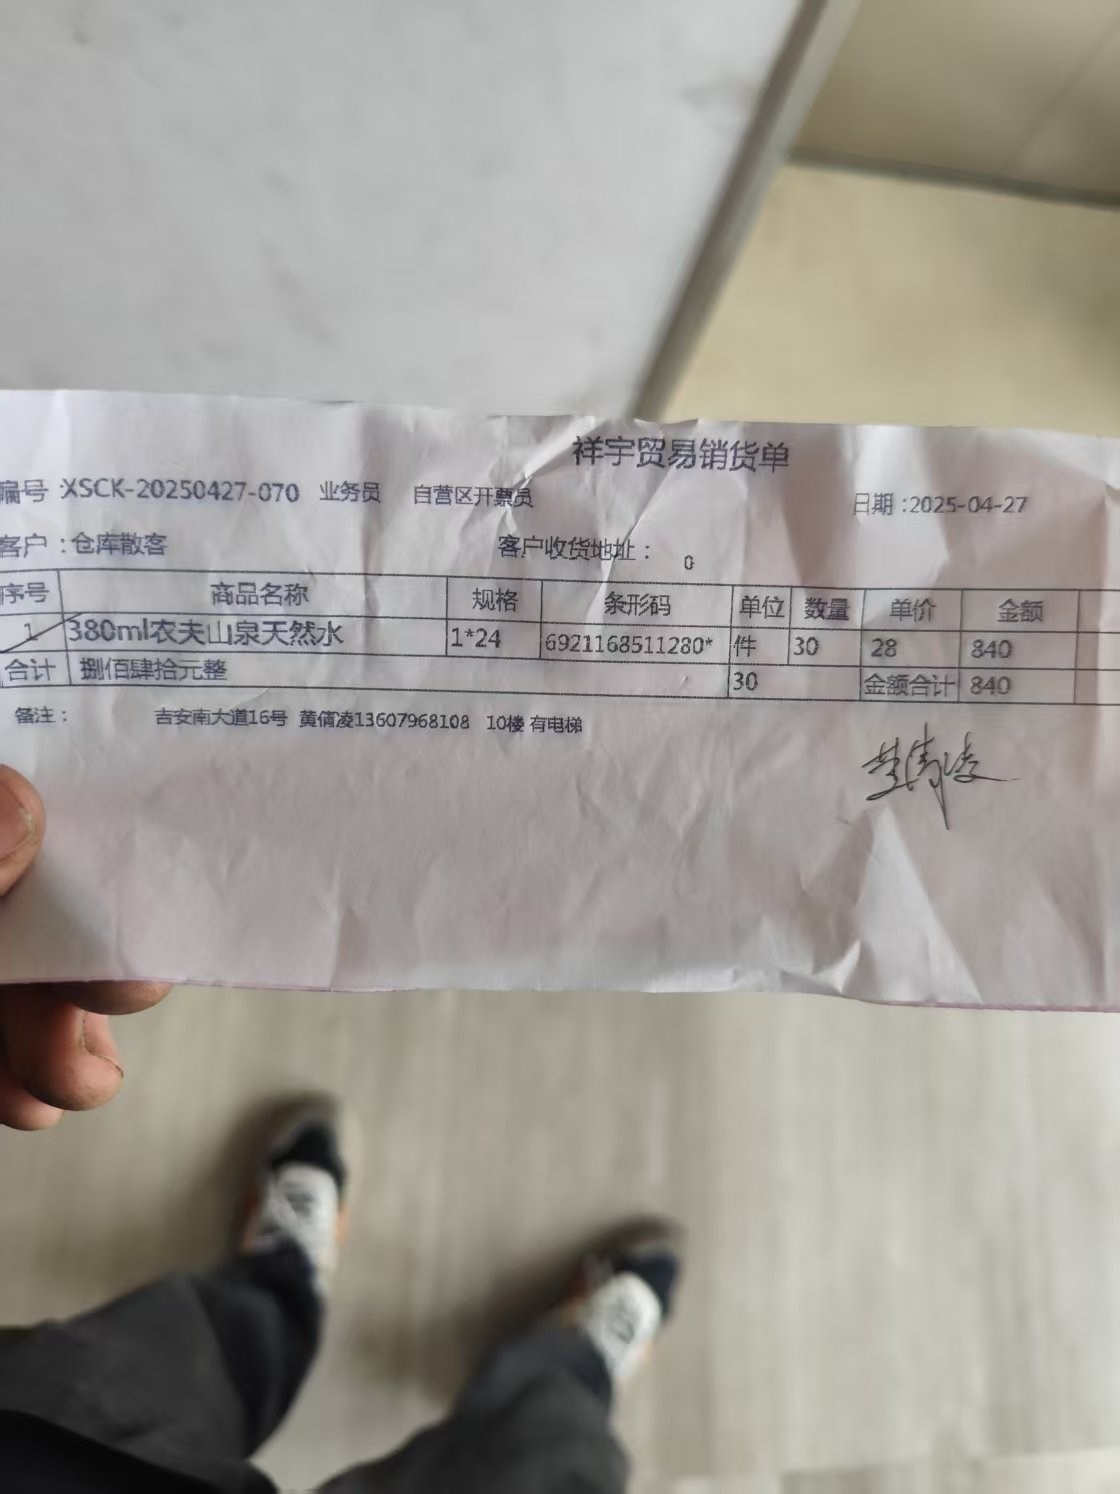 祥宇贸易销货单
编号 XSCK-20250427-070 业务员 自营区开票员 日期:2025-04-27
客户:仓库散客 客户收货地址: 0
序号 商品名称 规格 条形码 单位 数量 单价 金额
1 380ml农夫山泉天然水 1*24 6921168511280* 件 30 28 840
合计 捌佰肆拾元整 30 金额合计 840
备注: 吉安南大道16号 黄倩凌13607968108 10楼 有电梯
黄倩凌